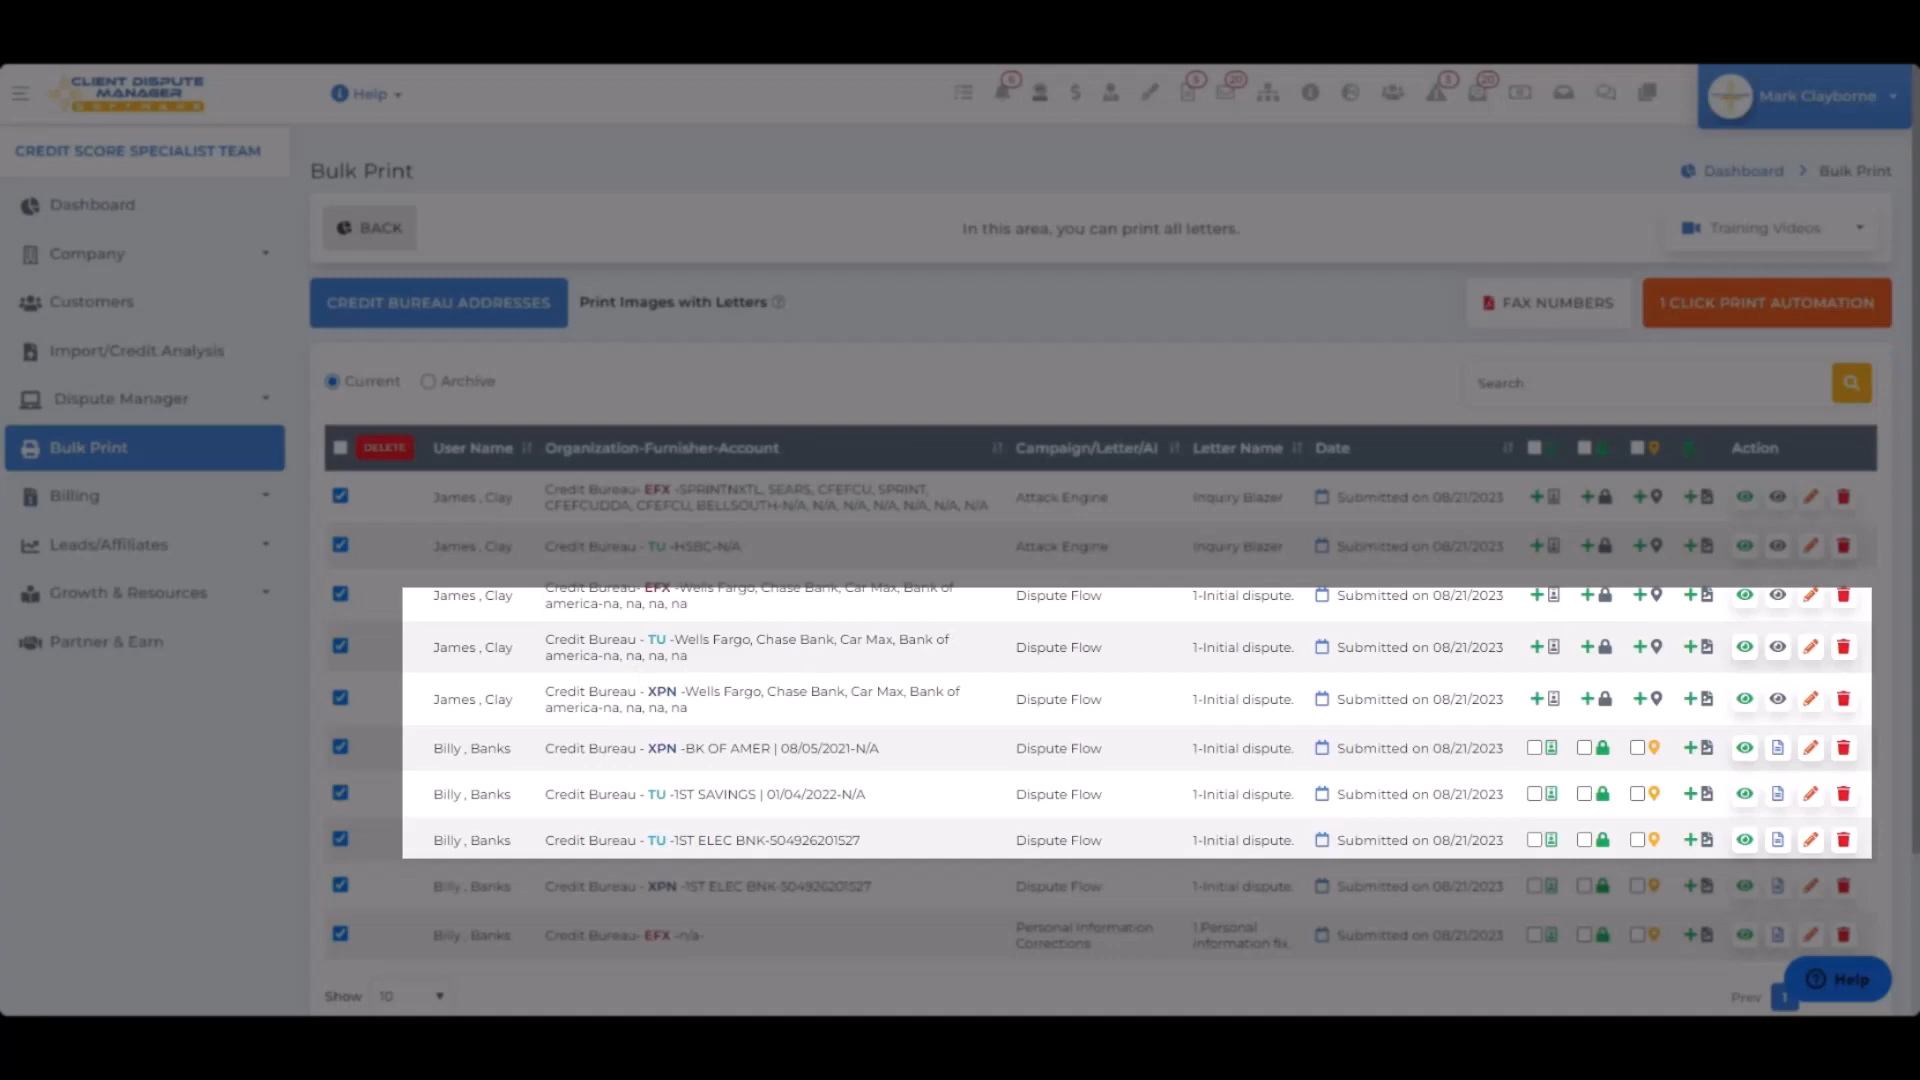 CLIENT DISPUTE
MANAGER
SOFTWARE
Help
6
5
20
3
20
Mark Clayborne
CREDIT SCORE SPECIALIST TEAM
Dashboard
Company
Customers
Import/Credit Analysis
Dispute Manager
Bulk Print
Billing
Leads/Affiliates
Growth & Resources
Partner & Earn
Bulk Print
Dashboard > Bulk Print
BACK
In this area, you can print all letters.
Training Videos
CREDIT BUREAU ADDRESSES
Print Images with Letters
FAX NUMBERS
1 CLICK PRINT AUTOMATION
Current Archive
Search
DELETE User Name Organization-Furnisher-Account Campaign/Letter/AI Letter Name Date Action
James , Clay Credit Bureau- EFX -SPRINTNXTL, SEARS, CFEFCU, SPRINT,
CFEFCUDDA, CFEFCU, BELLSOUTH-N/A, N/A, N/A, N/A, N/A, N/A, N/A Attack Engine Inquiry Blazer Submitted on 08/21/2023
James , Clay Credit Bureau - TU -HSBC-N/A Attack Engine Inquiry Blazer Submitted on 08/21/2023
James , Clay Credit Bureau- EFX -Wells Fargo, Chase Bank, Car Max, Bank of
america-na, na, na, na Dispute Flow 1-Initial dispute. Submitted on 08/21/2023
James , Clay Credit Bureau - TU -Wells Fargo, Chase Bank, Car Max, Bank of
america-na, na, na, na Dispute Flow 1-Initial dispute. Submitted on 08/21/2023
James , Clay Credit Bureau - XPN -Wells Fargo, Chase Bank, Car Max, Bank of
america-na, na, na, na Dispute Flow 1-Initial dispute. Submitted on 08/21/2023
Billy , Banks Credit Bureau - XPN -BK OF AMER | 08/05/2021-N/A Dispute Flow 1-Initial dispute. Submitted on 08/21/2023
Billy , Banks Credit Bureau - TU -1ST SAVINGS | 01/04/2022-N/A Dispute Flow 1-Initial dispute. Submitted on 08/21/2023
Billy , Banks Credit Bureau - TU -1ST ELEC BNK-504926201527 Dispute Flow 1-Initial dispute. Submitted on 08/21/2023
Billy , Banks Credit Bureau - XPN -1ST ELEC BNK-504926201527 Dispute Flow 1-Initial dispute. Submitted on 08/21/2023
Billy , Banks Credit Bureau- EFX -n/a- Personal Information
Corrections 1 Personal
information fix. Submitted on 08/21/2023
Show 10
Prev 1
Help